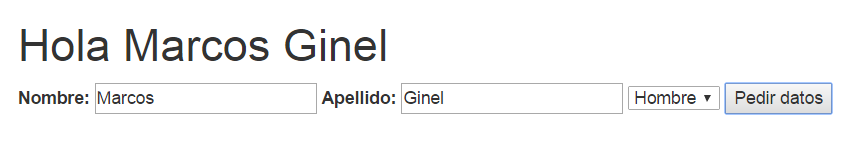 Hola Marcos Ginel
Nombre: Marcos Apellido: Ginel Hombre Pedir datos